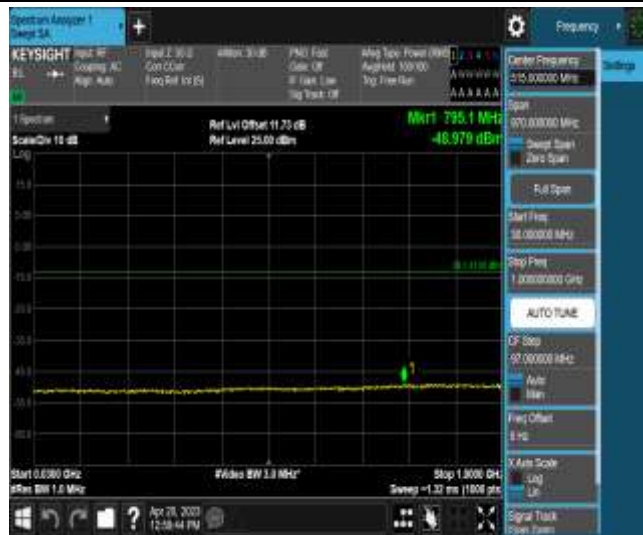 Spectrum Analyzer 1
Swept SA
Frequency
KEYSIGHT
Input: RF
Coupling: AC
Align: Auto
Input Z: 50 Ω
Corr CCorr
Freq Ref: Int (S)
Atten: 30 dB
PNO: Fast
Gate: Off
IF Gain: Low
Sig Track: Off
Avg Type: Power (RMS)
Avg|Hold: 100/100
Trig: Free Run
1 Spectrum
Scale/Div 10 dB
Ref Lvl Offset 11.73 dB
Ref Level 25.00 dBm
Mkr1 795.1 MHz
-48.979 dBm
Log
15.0
5.00
1
Start 0.0300 GHz
#Res BW 1.0 MHz
#Video BW 3.0 MHz*
Stop 1.0000 GHz
Sweep ~1.32 ms (1000 pts)
Center Frequency
515.000000 MHz
Settings
Span
970.000000 MHz
Swept Span
Zero Span
Full Span
Start Freq
30.000000 MHz
Stop Freq
1.000000000 GHz
AUTO TUNE
CF Step
97.000000 MHz
Auto
Man
Freq Offset
0 Hz
X Axis Scale
Log
Lin
Signal Track
Apr 20, 2023
12:59:44 PM